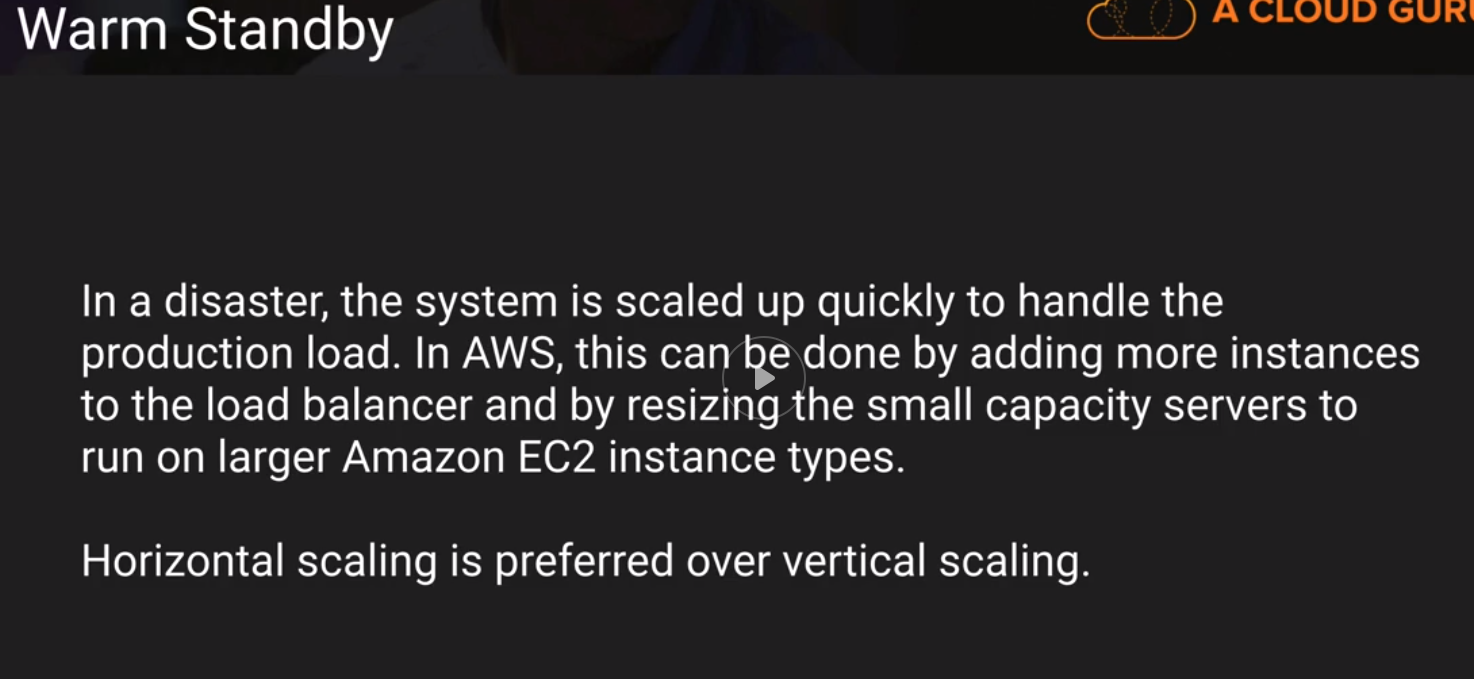 Warm Standby
A CLOUD GURU
In a disaster, the system is scaled up quickly to handle the
production load. In AWS, this can be done by adding more instances
to the load balancer and by resizing the small capacity servers to
run on larger Amazon EC2 instance types.
Horizontal scaling is preferred over vertical scaling.